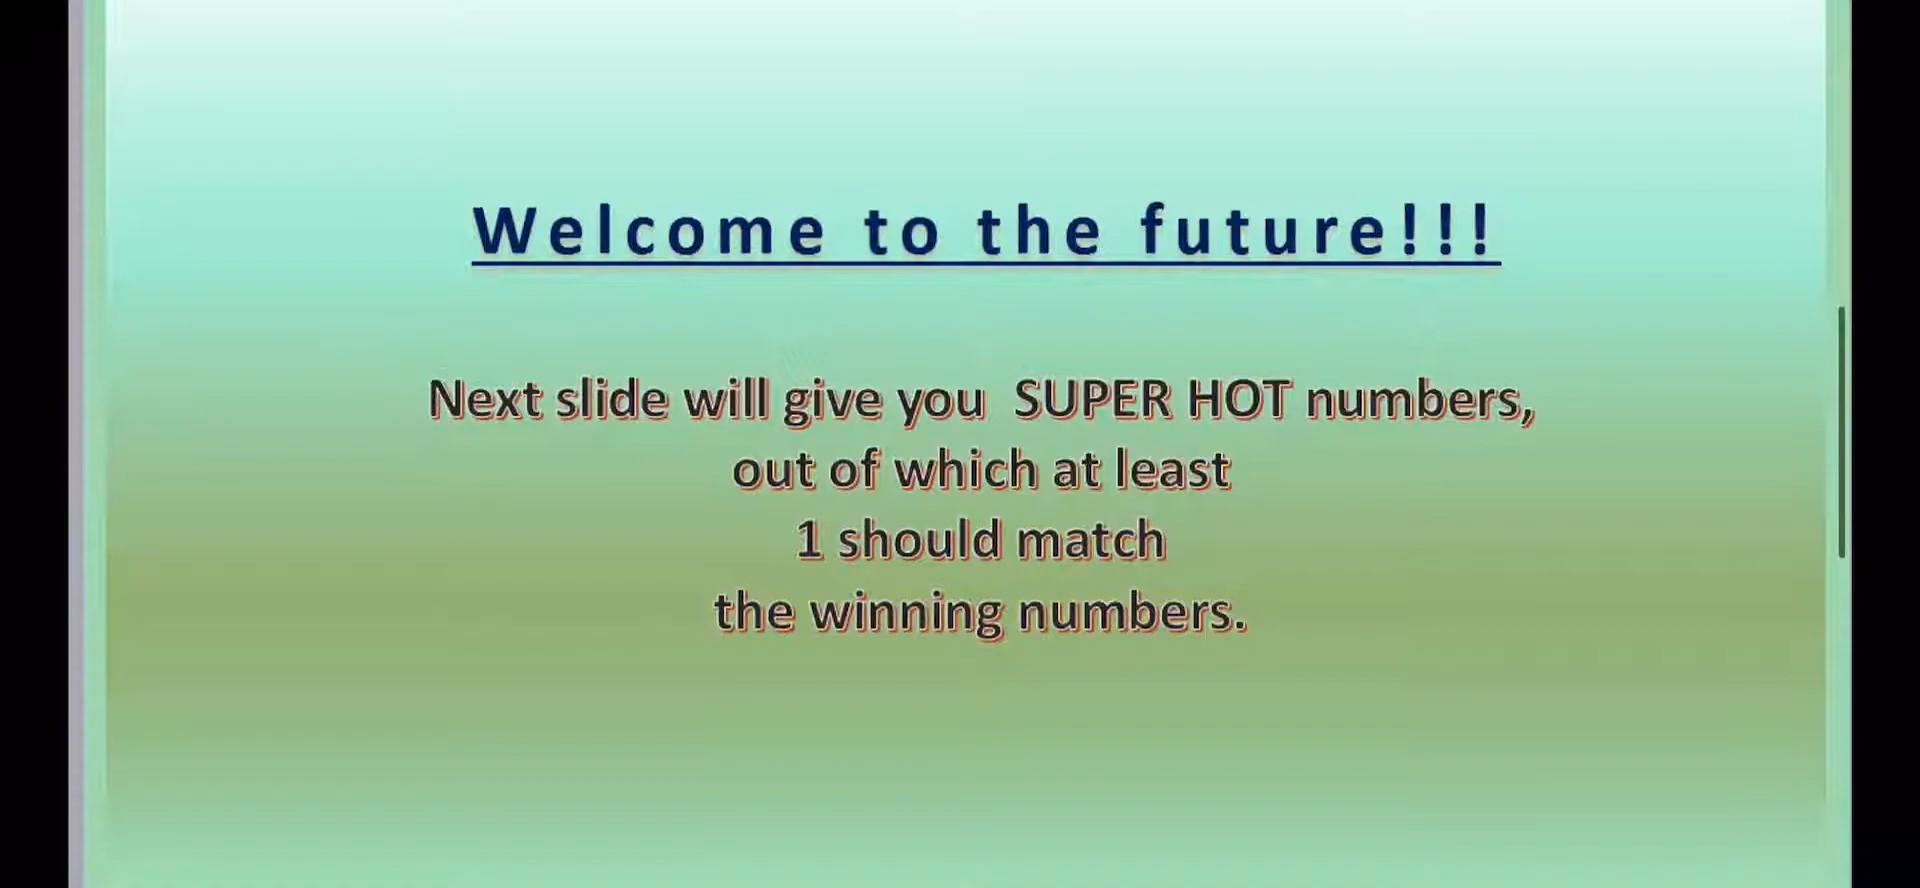 Welcome to the future!!!
Next slide will give you SUPER HOT numbers,
out of which at least
1 should match
the winning numbers.